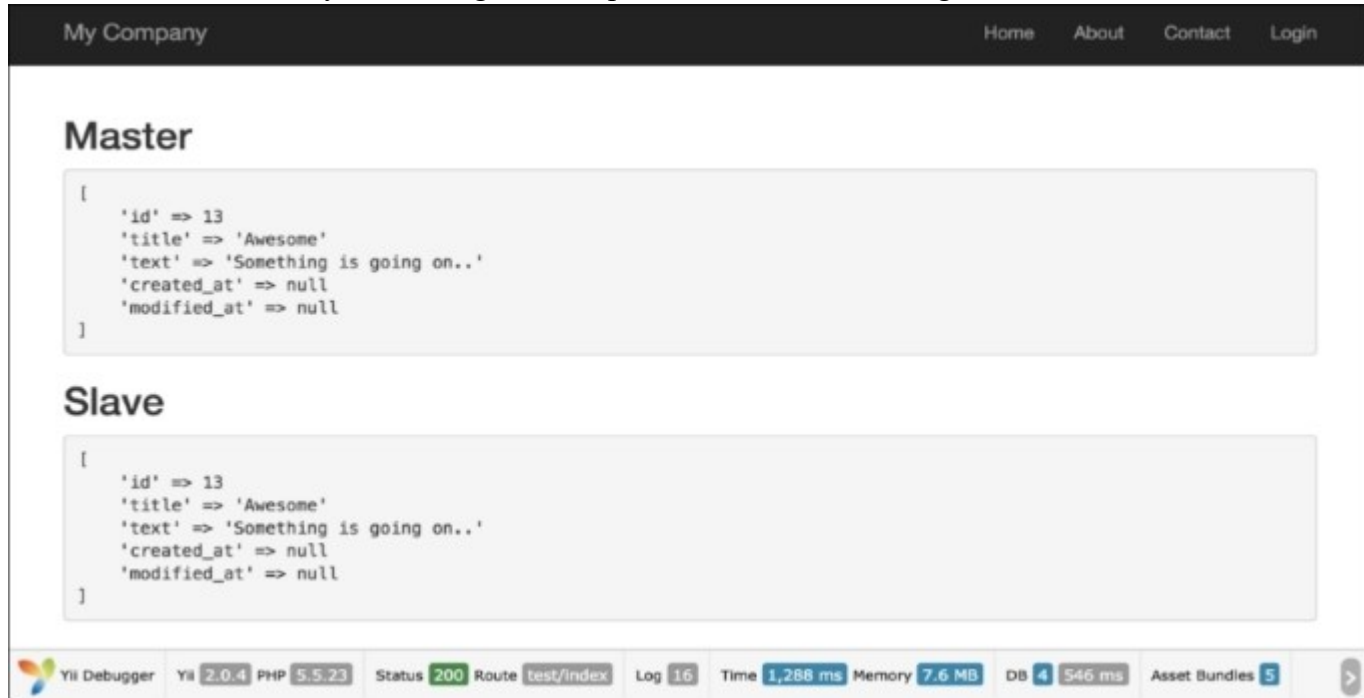 My Company Home About Contact Login
Master
[
'id' => 13
'title' => 'Awesome'
'text' => 'Something is going on..'
'created_at' => null
'modified_at' => null
]
Slave
[
'id' => 13
'title' => 'Awesome'
'text' => 'Something is going on..'
'created_at' => null
'modified_at' => null
]
Yii Debugger Yii 2.0.4 PHP 5.5.23 Status 200 Route test/index Log 16 Time 1,288 ms Memory 7.6 MB DB 4 546 ms Asset Bundles 5